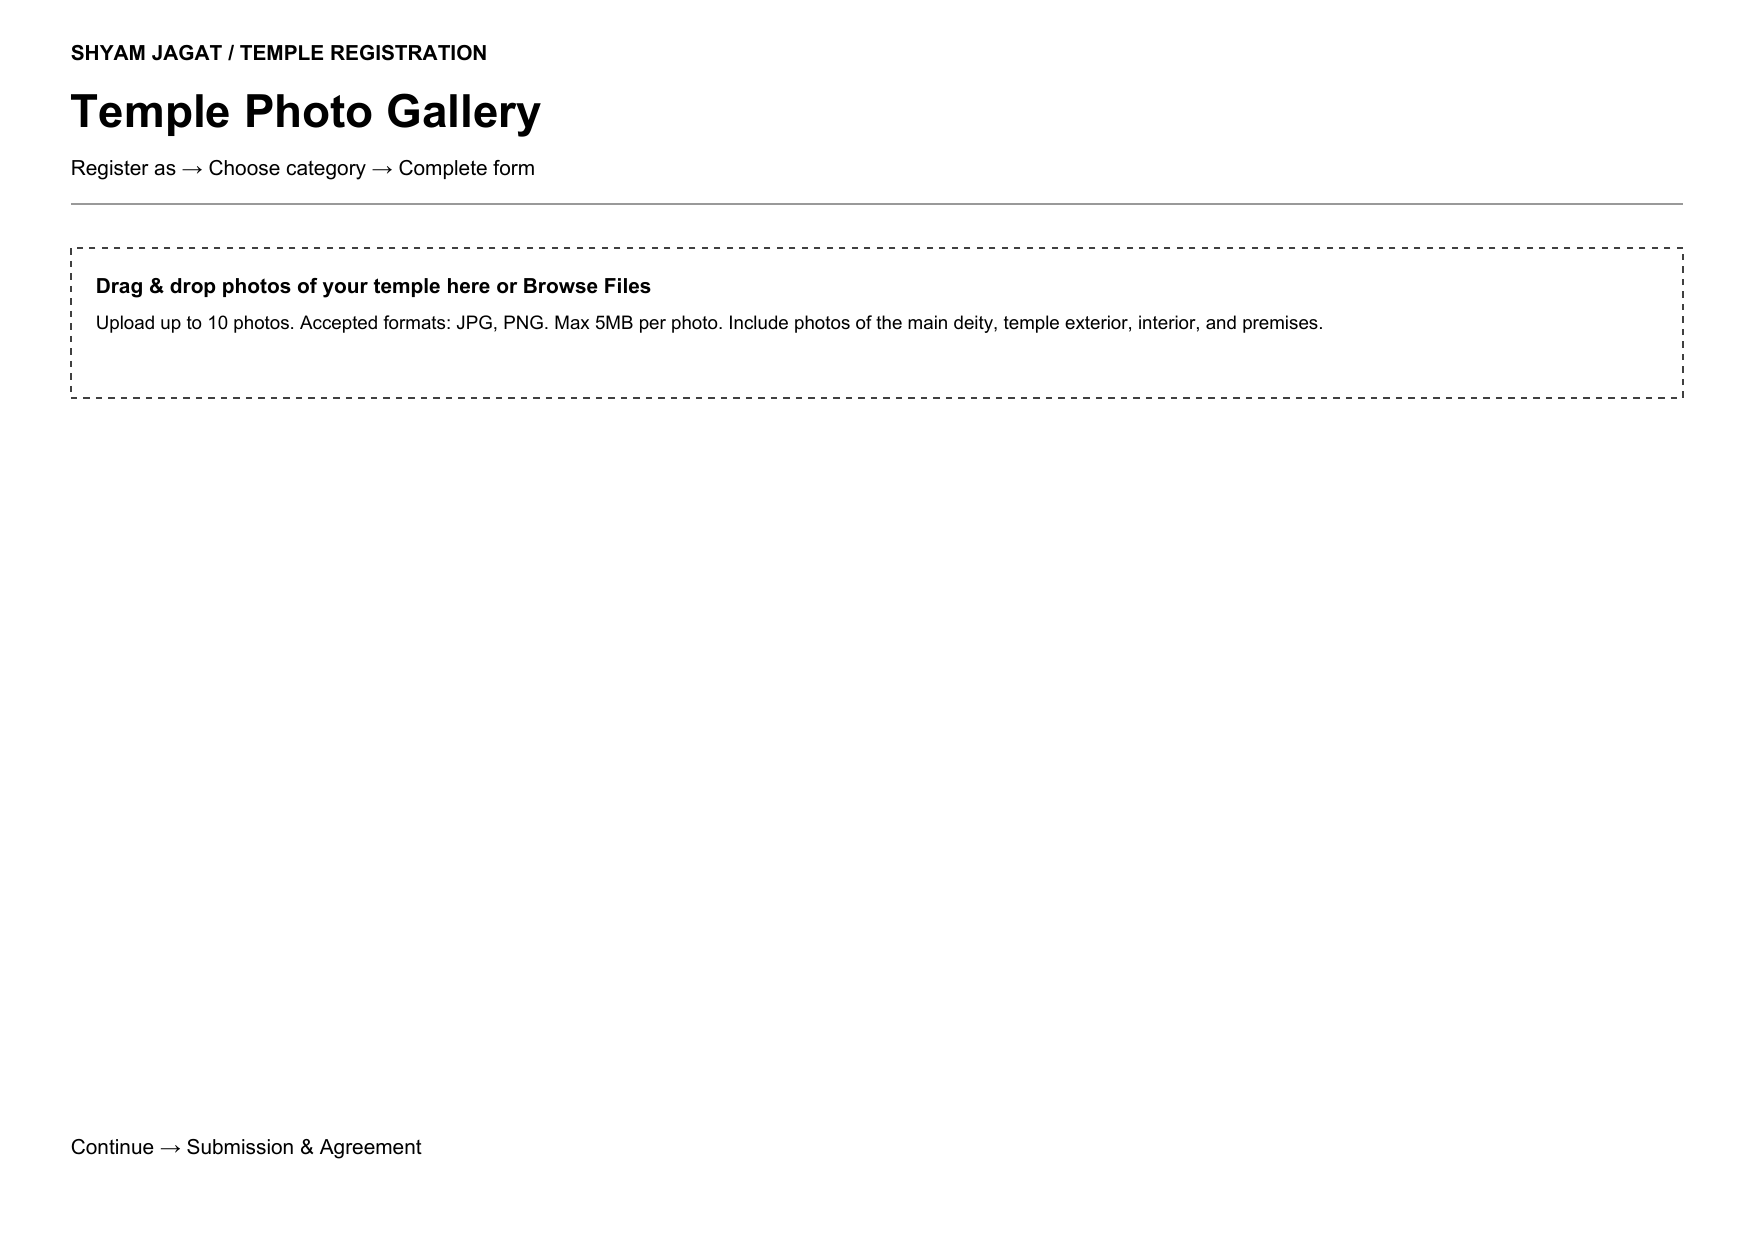 SHYAM JAGAT / TEMPLE REGISTRATION
Temple Photo Gallery
Register as → Choose category → Complete form
Drag & drop photos of your temple here or Browse Files
Upload up to 10 photos. Accepted formats: JPG, PNG. Max 5MB per photo. Include photos of the main deity, temple exterior, interior, and premises.
Continue → Submission & Agreement